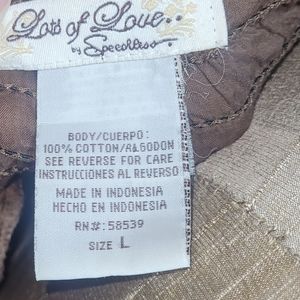 Lots of Love..
by Speechless
BODY/CUERPO:
100% COTTON/ALGODON
SEE REVERSE FOR CARE
INSTRUCCIONES AL REVERSO
MADE IN INDONESIA
HECHO EN INDONESIA
RN#: 58539
SIZE L